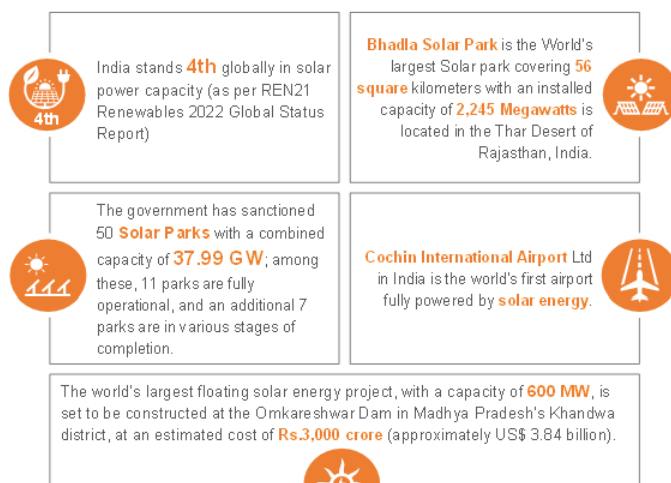 India stands 4th globally in solar
power capacity (as per REN21
Renewables 2022 Global Status
Report)
4th
Bhadla Solar Park is the World's
largest Solar park covering 56
square kilometers with an installed
capacity of 2,245 Megawatts is
located in the Thar Desert of
Rajasthan, India.
The government has sanctioned
50 Solar Parks with a combined
capacity of 37.99 GW; among
these, 11 parks are fully
operational, and an additional 7
parks are in various stages of
completion.
Cochin International Airport Ltd
in India is the world's first airport
fully powered by solar energy.
The world's largest floating solar energy project, with a capacity of 600 MW, is
set to be constructed at the Omkareshwar Dam in Madhya Pradesh's Khandwa
district, at an estimated cost of Rs.3,000 crore (approximately US$ 3.84 billion).